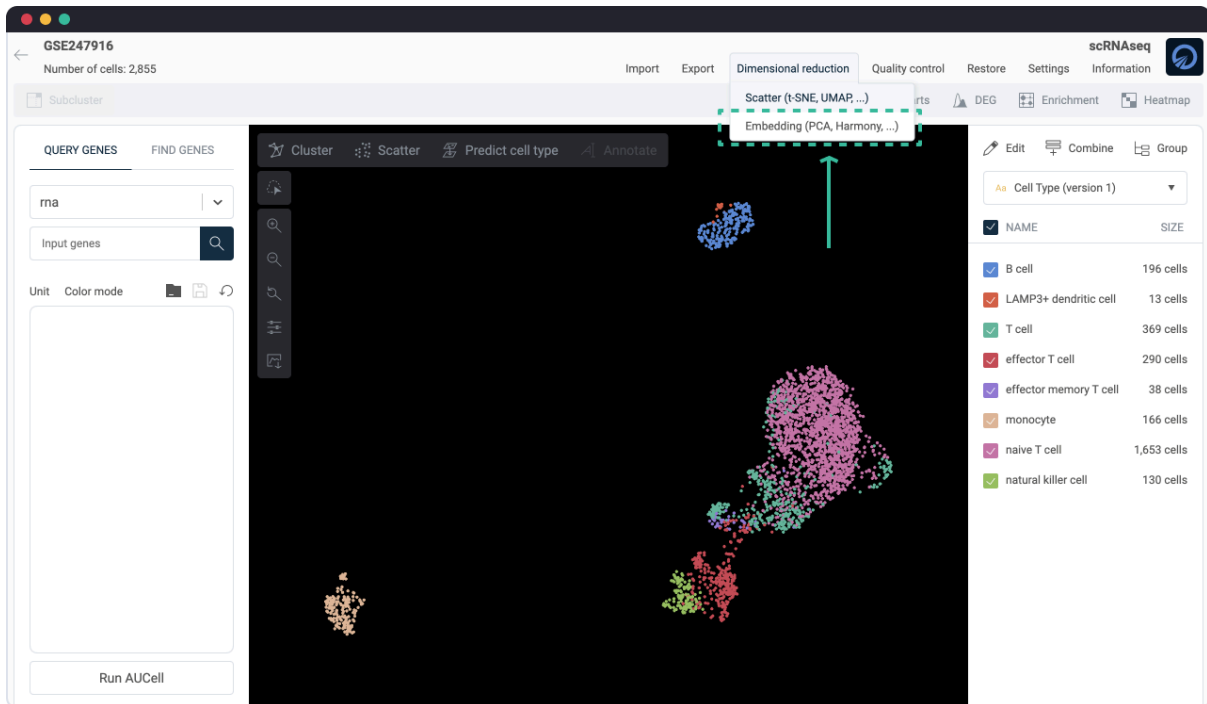 GSE247916
Number of cells: 2,855
scRNAseq
Import Export Dimensional reduction Quality control Restore Settings Information
Scatter (t-SNE, UMAP, ...)
Embedding (PCA, Harmony, ...)
Subcluster
rts DEG Enrichment Heatmap
QUERY GENES FIND GENES
rna
Input genes
Unit Color mode
Run AUCell
Cluster Scatter Predict cell type Annotate
Edit Combine Group
Aa Cell Type (version 1)
NAME SIZE
B cell 196 cells
LAMP3+ dendritic cell 13 cells
T cell 369 cells
effector T cell 290 cells
effector memory T cell 38 cells
monocyte 166 cells
naive T cell 1,653 cells
natural killer cell 130 cells